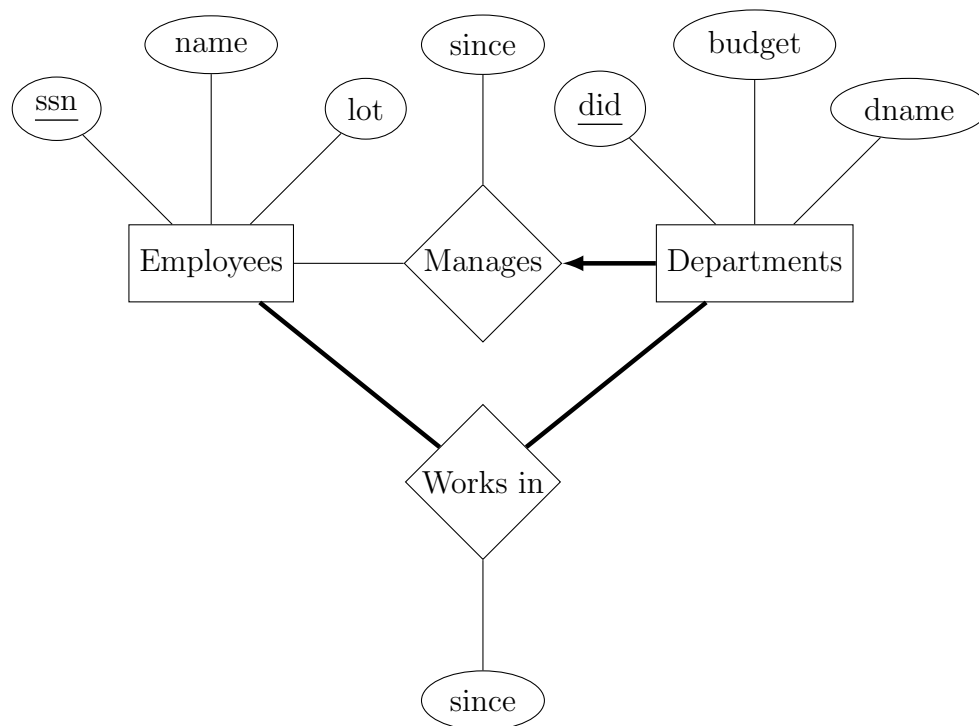 name
since
budget
ssn
lot
did
dname
Employees
Manages
Departments
Works in
since